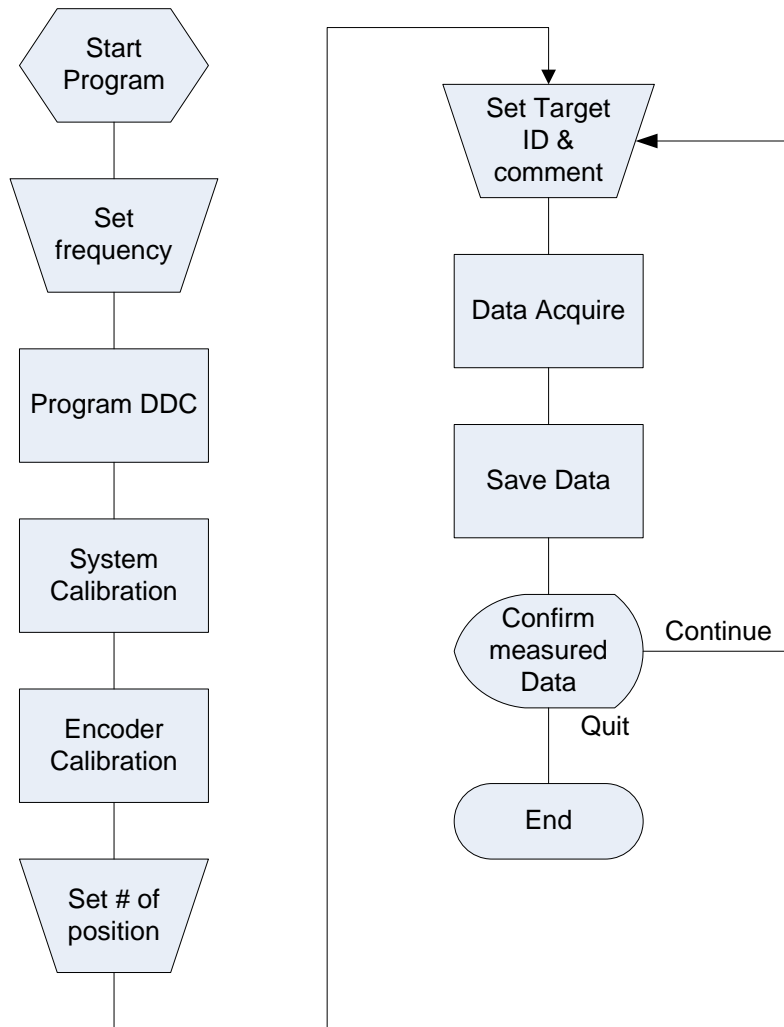 Start
Program
Set
frequency
Program DDC
System
Calibration
Encoder
Calibration
Set # of
position
Set Target
ID &
comment
Data Acquire
Save Data
Confirm
measured
Data
Continue
Quit
End